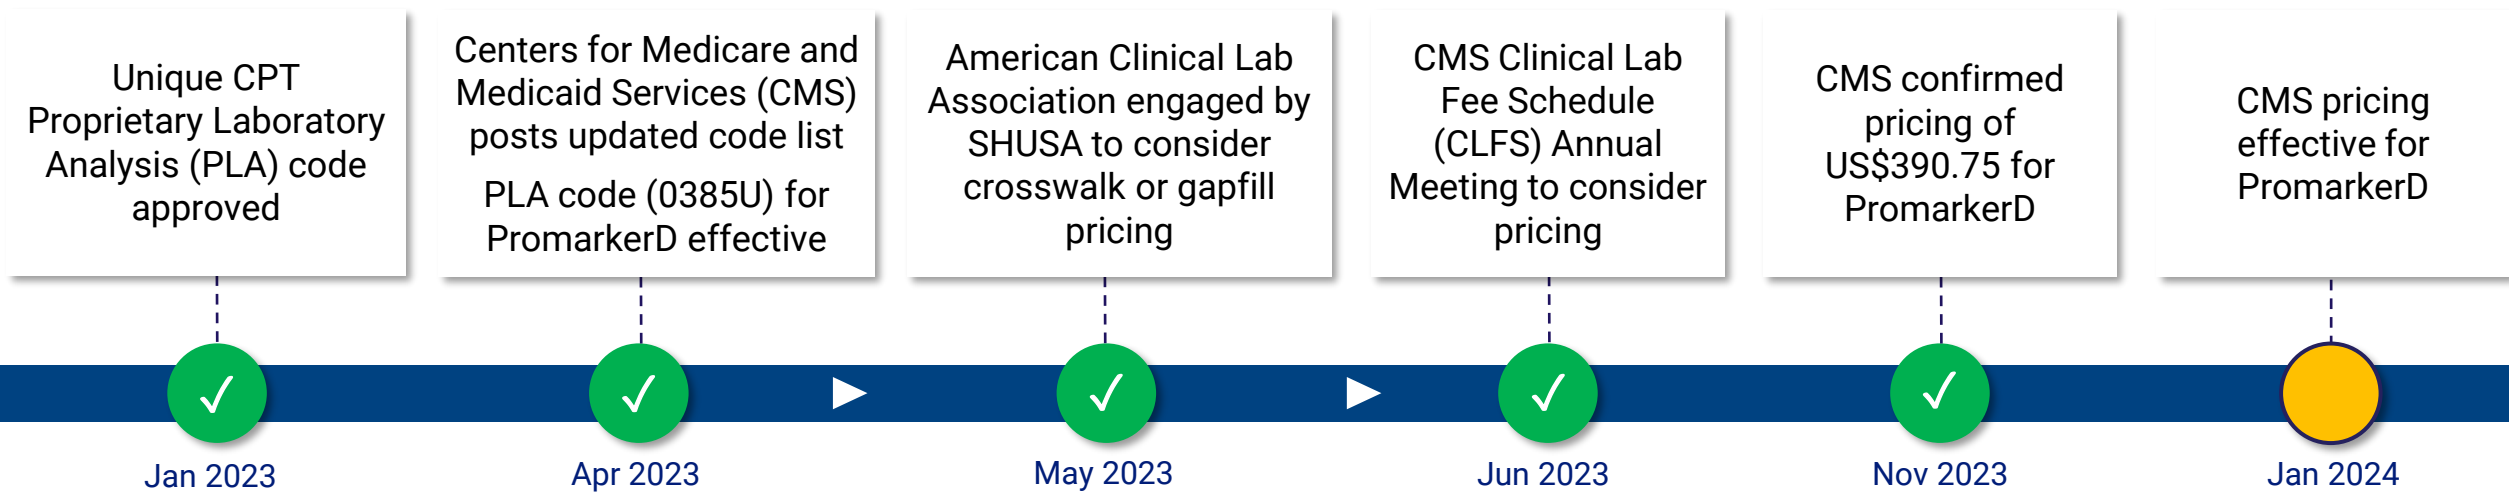 Unique CPT
Proprietary Laboratory
Analysis (PLA) code
approved
Centers for Medicare and
Medicaid Services (CMS)
posts updated code list
PLA code (0385U) for
PromarkerD effective
American Clinical Lab
Association engaged by
SHUSA to consider
crosswalk or gapfill
pricing
CMS Clinical Lab
Fee Schedule
(CLFS) Annual
Meeting to consider
pricing
CMS confirmed
pricing of
US$390.75 for
PromarkerD
CMS pricing
effective for
PromarkerD
Jan 2023
Apr 2023
May 2023
Jun 2023
Nov 2023
Jan 2024